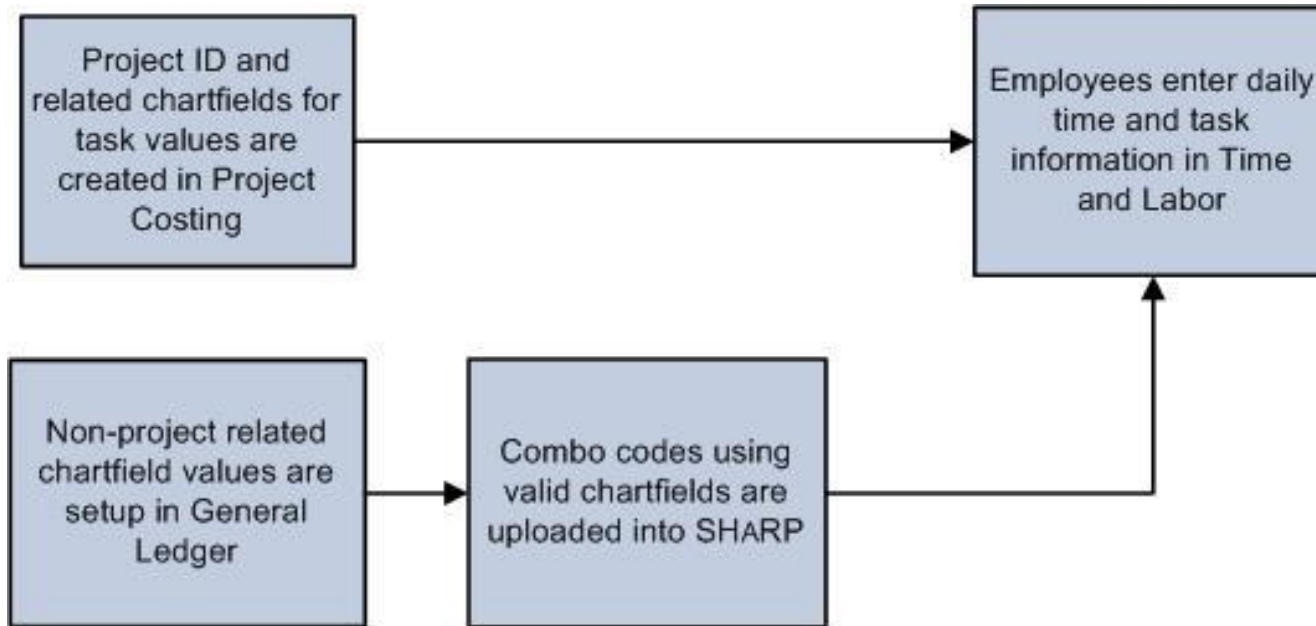 Project ID and
related chartfields for
task values are
created in Project
Costing
Employees enter daily
time and task
information in Time
and Labor
Non-project related
chartfield values are
setup in General
Ledger
Combo codes using
valid chartfields are
uploaded into SHARP